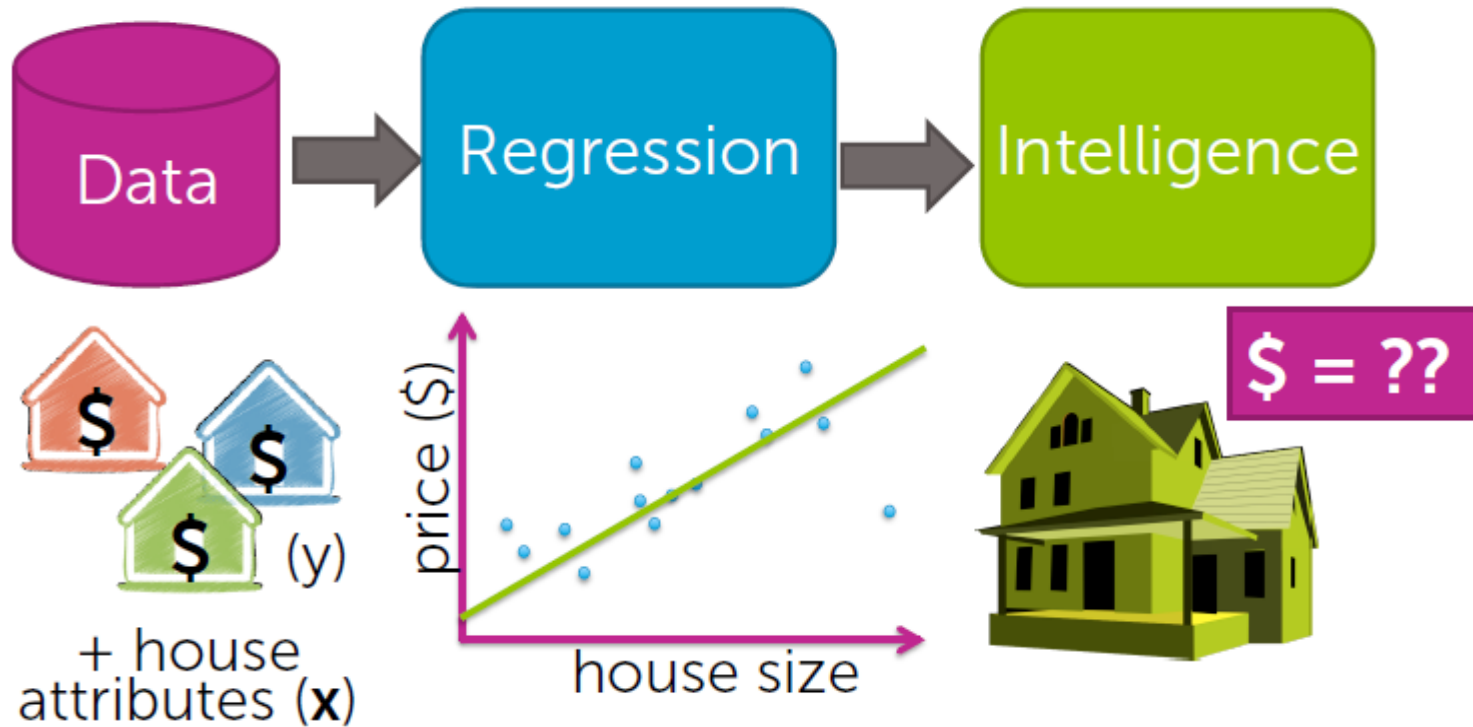 Data
Regression
Intelligence
$
$
$
(y)
+ house
attributes (x)
price ($)
house size
$ = ??